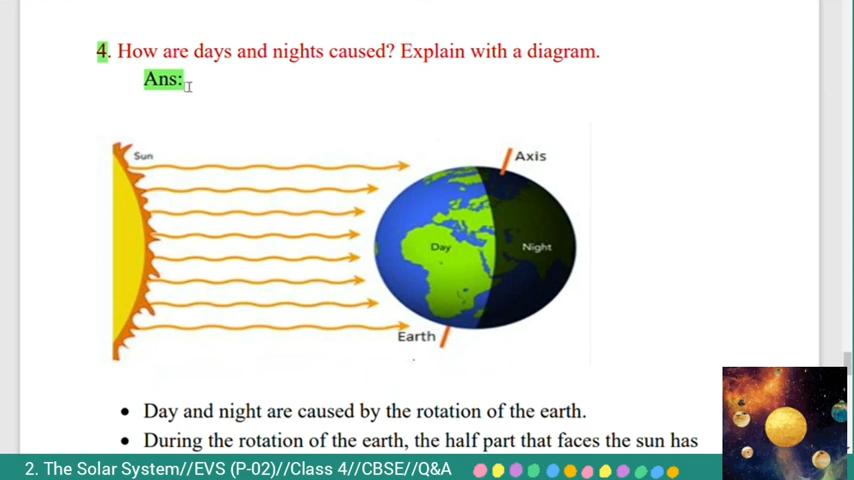 4. How are days and nights caused? Explain with a diagram.
Ans:
Sun
Axis
Day
Night
Earth
• Day and night are caused by the rotation of the earth.
• During the rotation of the earth, the half part that faces the sun has
2. The Solar System//EVS (P-02)//Class 4//CBSE//Q&A